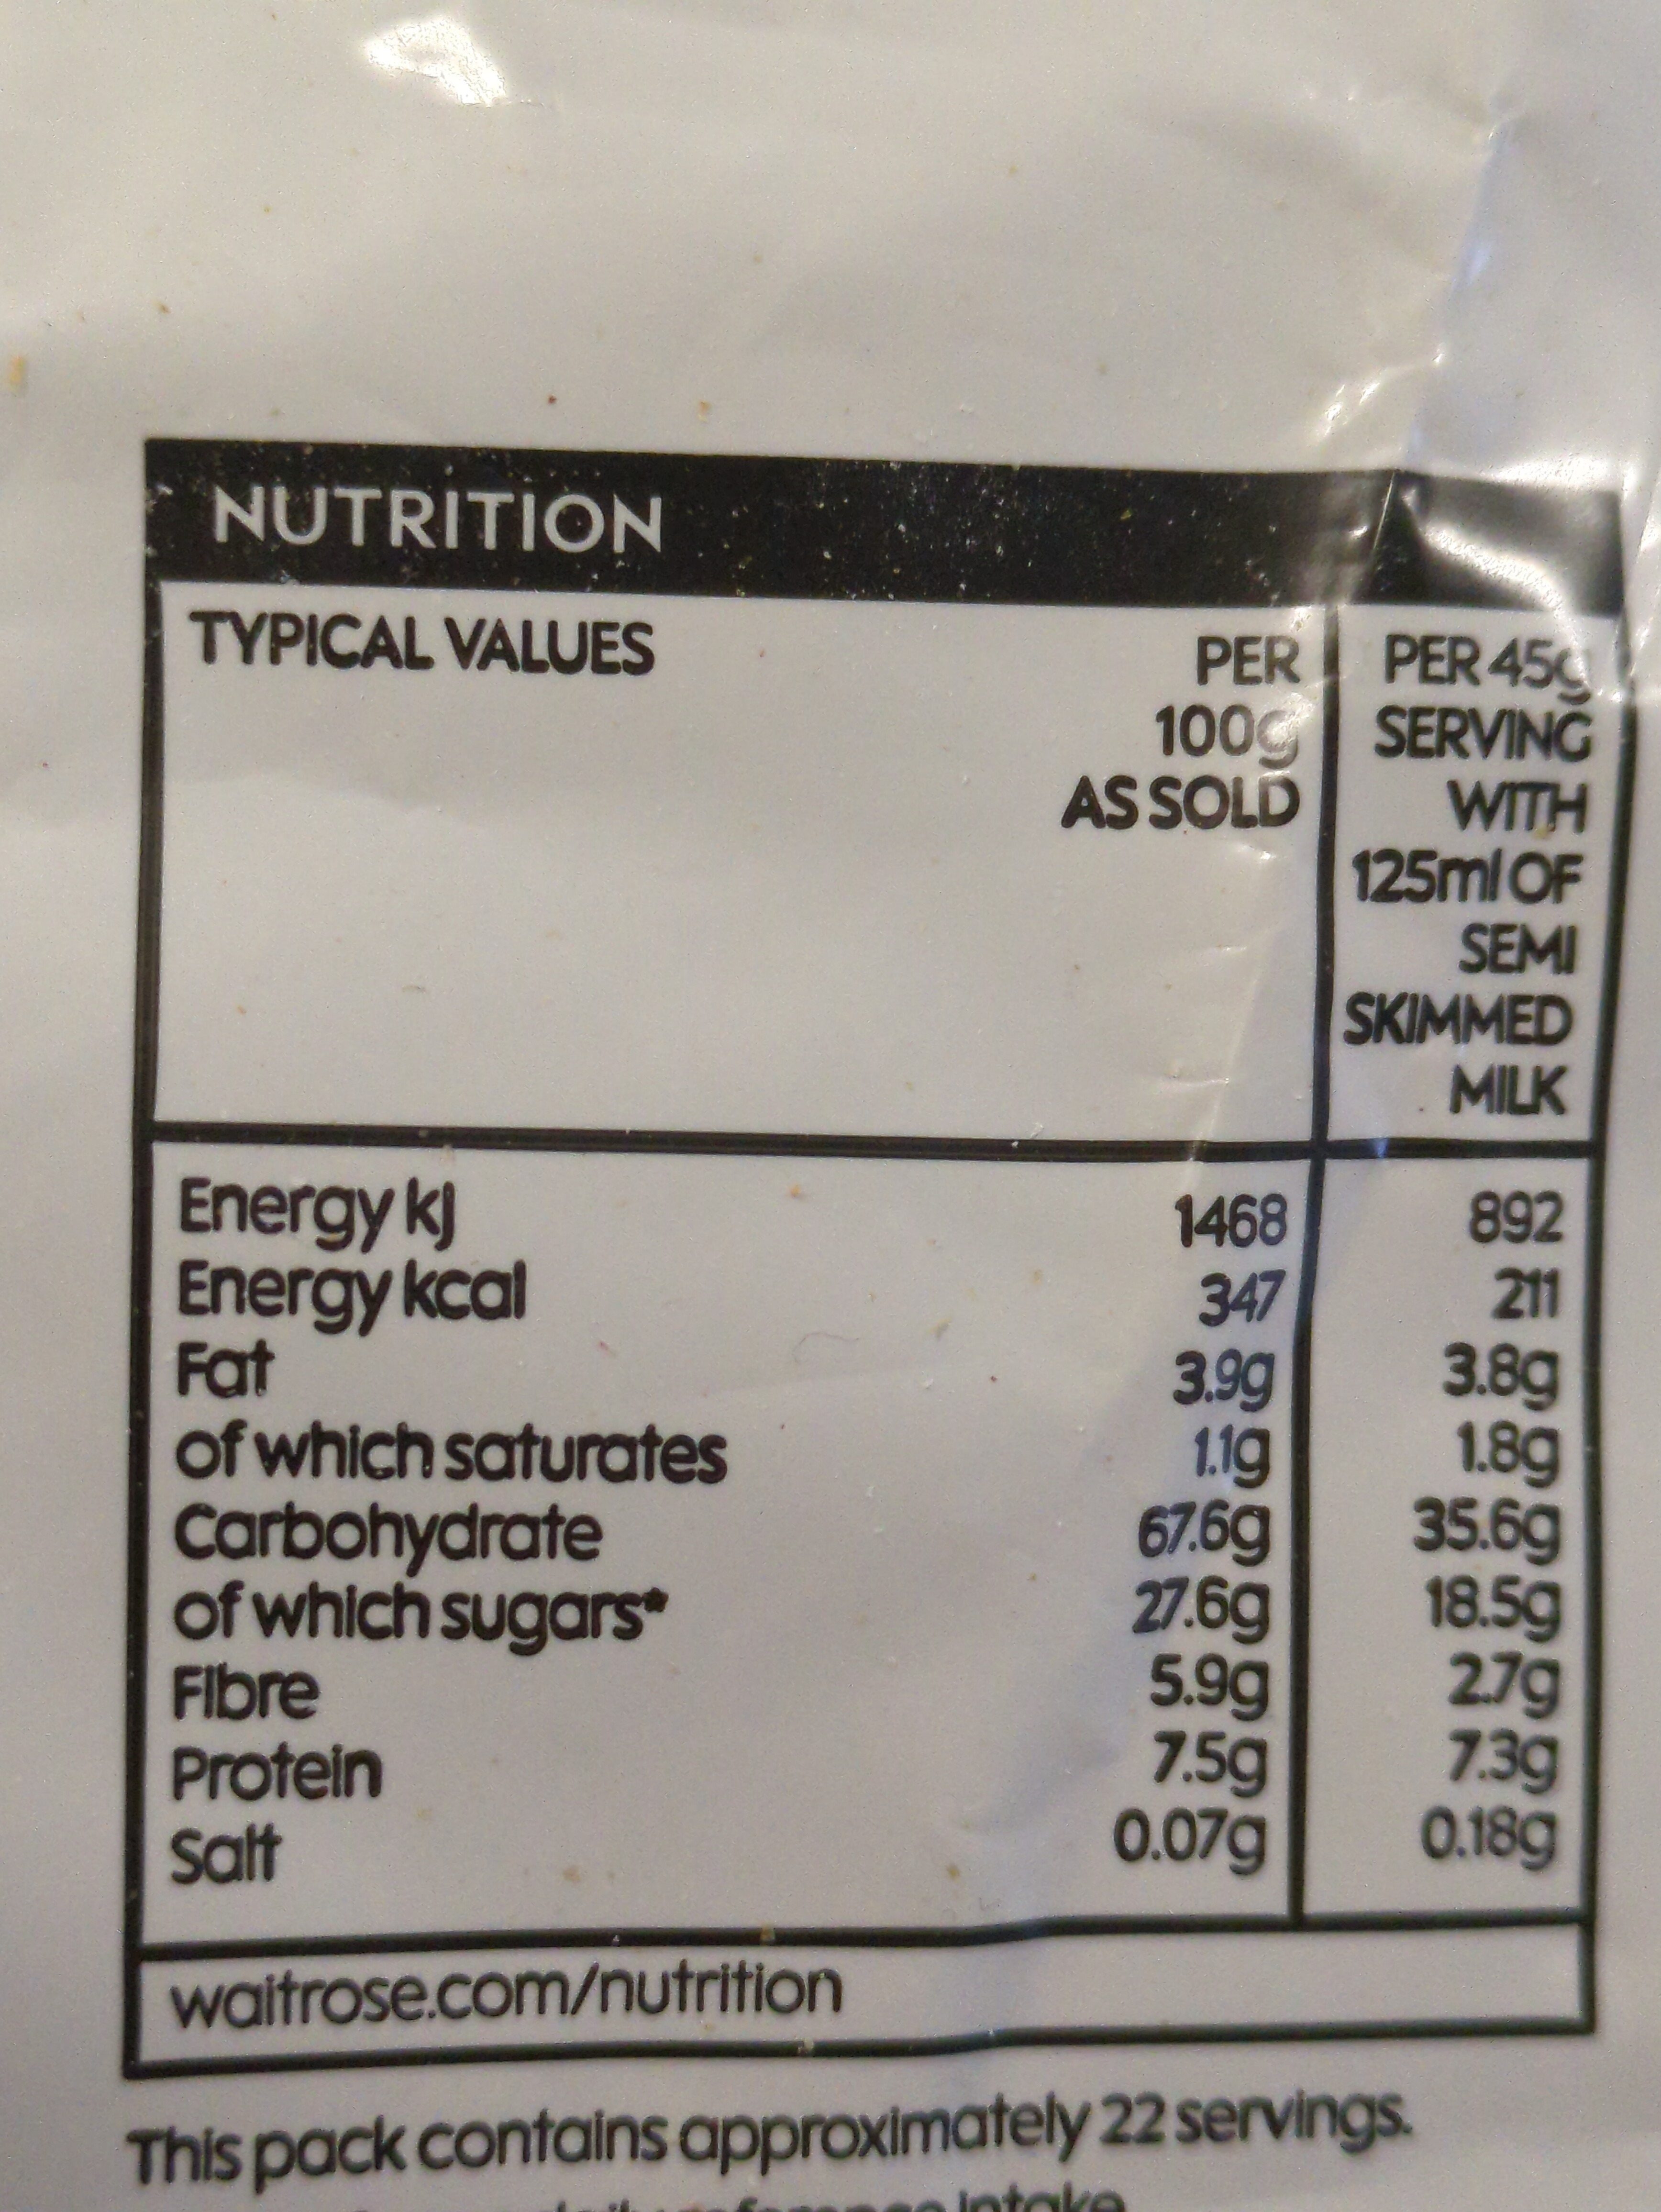 NUTRITION
TYPICAL VALUES
PER
100g
AS SOLD
PER 45g
SERVING
WITH
125ml OF
SEMI
SKIMMED
MILK
Energy kJ 1468 892
Energy kcal 347 211
Fat 3.9g 3.8g
of which saturates 1.1g 1.8g
Carbohydrate 67.6g 35.6g
of which sugars* 27.6g 18.5g
Fibre 5.9g 2.7g
Protein 7.5g 7.3g
Salt 0.07g 0.18g
waitrose.com/nutrition
This pack contains approximately 22 servings.
reference intake